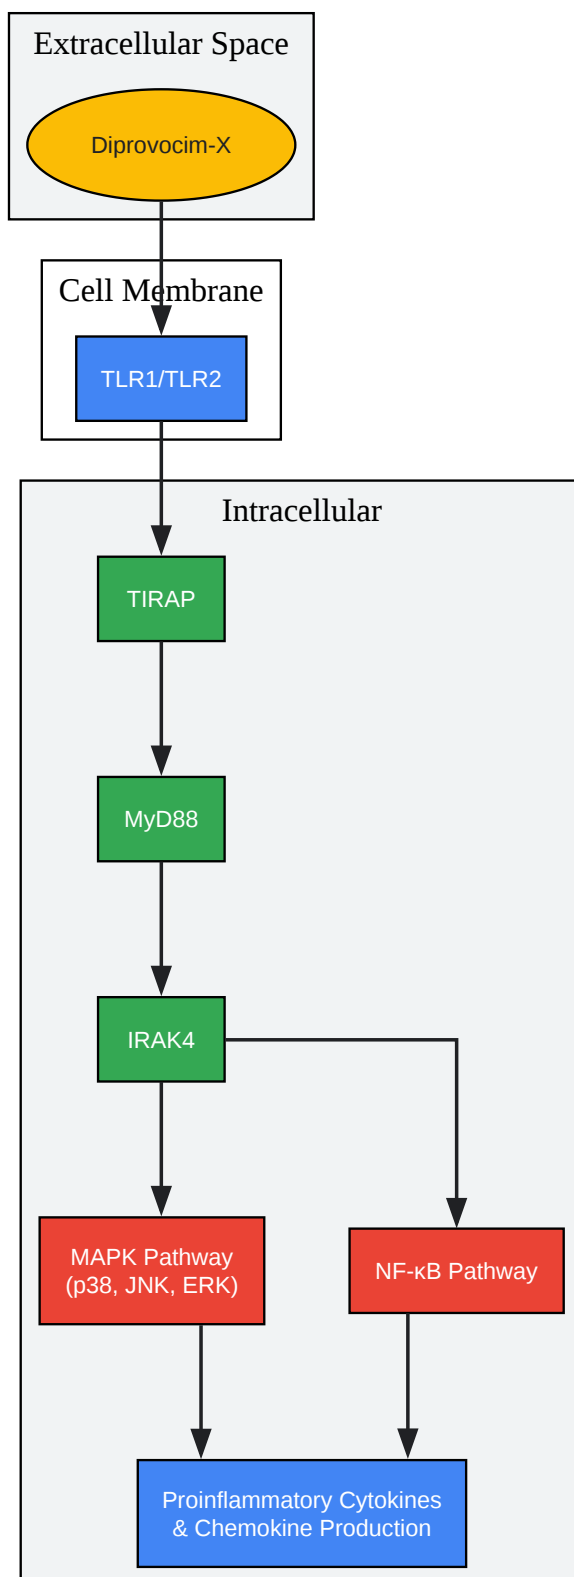 Extracellular Space
Diprovocim-X
Cell Membrane
TLR1/TLR2
Intracellular
TIRAP
MyD88
IRAK4
MAPK Pathway
(p38, JNK, ERK)
NF-κB Pathway
Proinflammatory Cytokines
& Chemokine Production